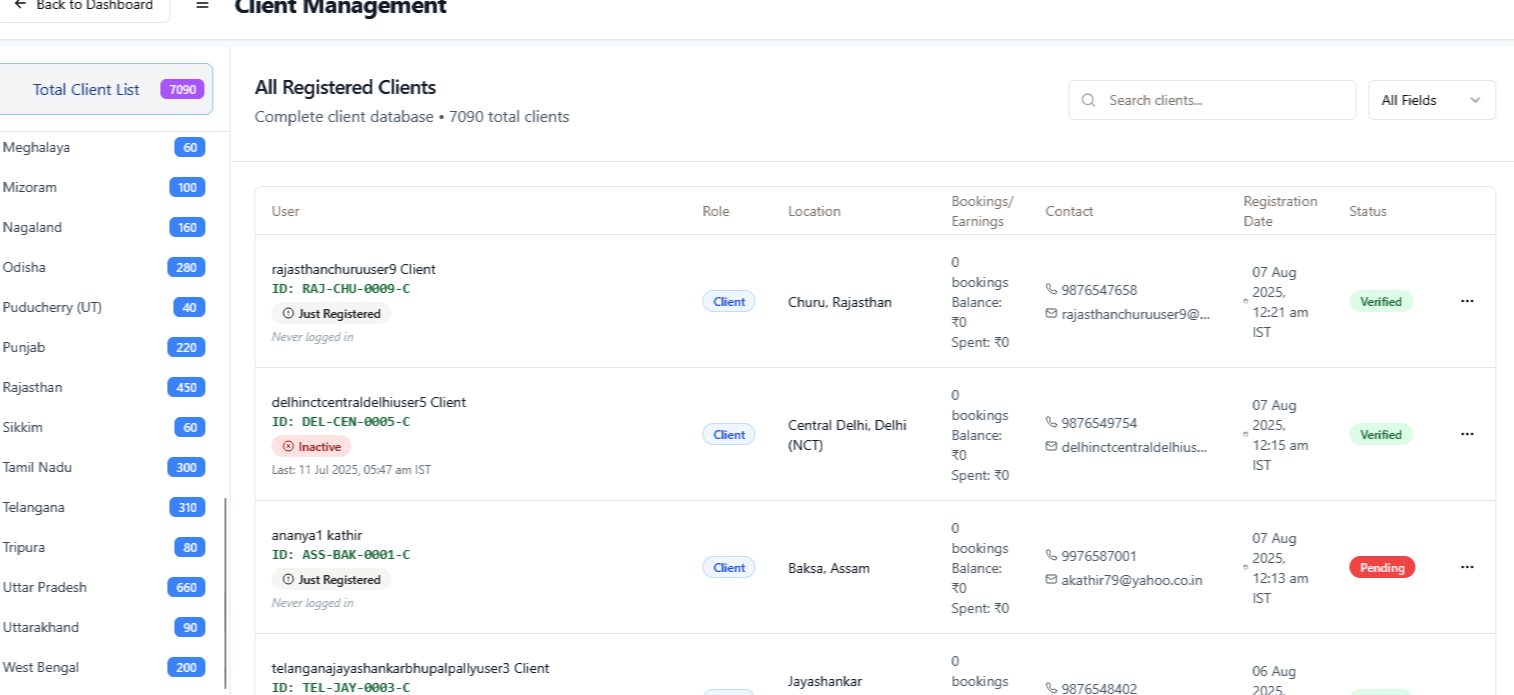 Back to Dashboard
Client Management
Total Client List 7090
Meghalaya 60
Mizoram 100
Nagaland 160
Odisha 280
Puducherry (UT) 40
Punjab 220
Rajasthan 450
Sikkim 60
Tamil Nadu 300
Telangana 310
Tripura 80
Uttar Pradesh 660
Uttarakhand 90
West Bengal 200
All Registered Clients
Complete client database • 7090 total clients
Search clients...
All Fields
User
Role
Location
Bookings/
Earnings
Contact
Registration
Date
Status
rajasthanchuruuser9 Client
ID: RAJ-CHU-0009-C
Just Registered
Never logged in
Client
Churu, Rajasthan
0
bookings
Balance:
₹0
Spent: ₹0
9876547658
rajasthanchuruuser9@...
07 Aug
2025,
12:21 am
IST
Verified
...
delhinctcentraldelhiuser5 Client
ID: DEL-CEN-0005-C
Inactive
Last: 11 Jul 2025, 05:47 am IST
Client
Central Delhi, Delhi
(NCT)
0
bookings
Balance:
₹0
Spent: ₹0
9876549754
delhinctcentraldelhius...
07 Aug
2025,
12:15 am
IST
Verified
...
ananya1 kathir
ID: ASS-BAK-0001-C
Just Registered
Never logged in
Client
Baksa, Assam
0
bookings
Balance:
₹0
Spent: ₹0
9976587001
akathir79@yahoo.co.in
07 Aug
2025,
12:13 am
IST
Pending
...
telanganajayashankarbhupalpallyuser3 Client
ID: TEL-JAY-0003-C
Jayashankar
0
bookings
9876548402
06 Aug
2025,